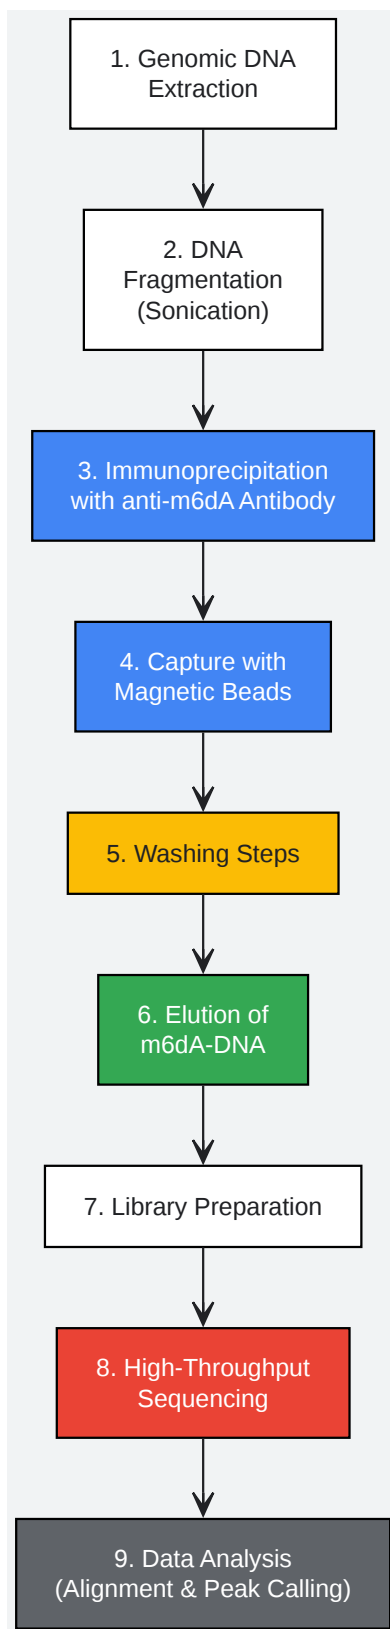 1. Genomic DNA
Extraction
2. DNA
Fragmentation
(Sonication)
3. Immunoprecipitation
with anti-m6dA Antibody
4. Capture with
Magnetic Beads
5. Washing Steps
6. Elution of
m6dA-DNA
7. Library Preparation
8. High-Throughput
Sequencing
9. Data Analysis
(Alignment & Peak Calling)